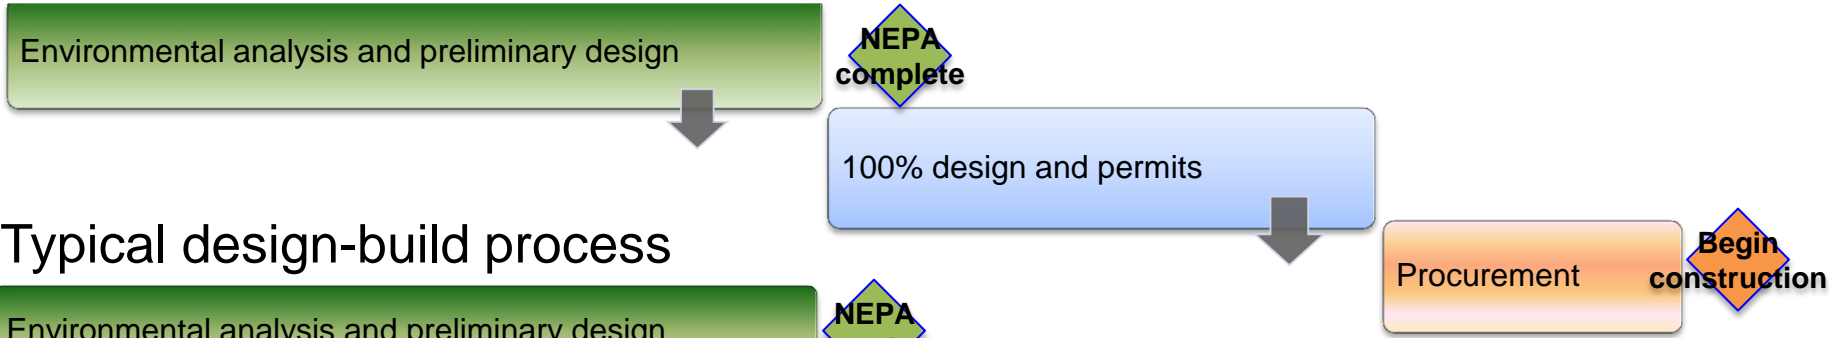 Environmental analysis and preliminary design
NEPA
complete
100% design and permits
Typical design-build process
Procurement
Begin
construction
Environmental analysis and preliminary design
NEPA